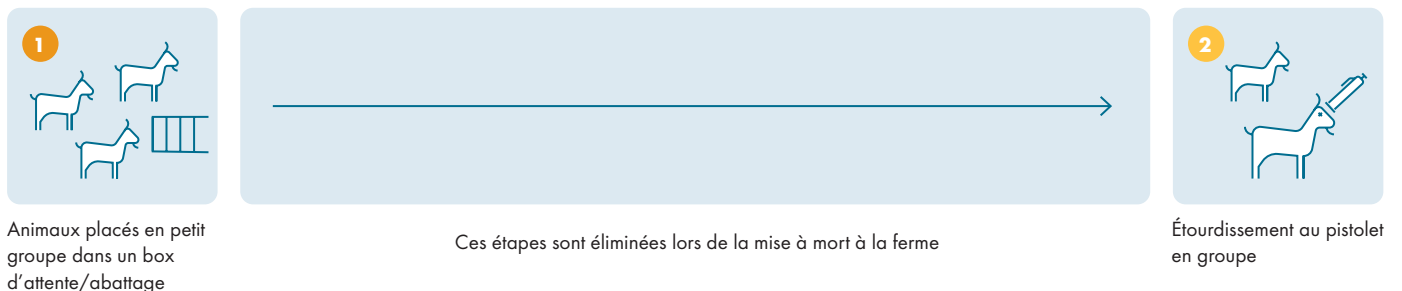 1
Animaux placés en petit
groupe dans un box
d'attente/abattage
Ces étapes sont éliminées lors de la mise à mort à la ferme
2
Étourdissement au pistolet
en groupe